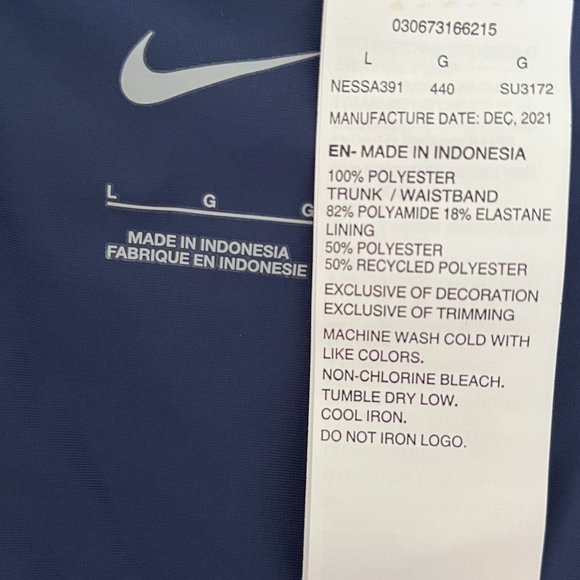 L
G
G
MADE IN INDONESIA
FABRIQUE EN INDONESIE
030673166215
L G G
NESSA391 440 SU3172
MANUFACTURE DATE: DEC, 2021
EN- MADE IN INDONESIA
100% POLYESTER
TRUNK / WAISTBAND
82% POLYAMIDE 18% ELASTANE
LINING
50% POLYESTER
50% RECYCLED POLYESTER
EXCLUSIVE OF DECORATION
EXCLUSIVE OF TRIMMING
MACHINE WASH COLD WITH
LIKE COLORS.
NON-CHLORINE BLEACH.
TUMBLE DRY LOW.
COOL IRON.
DO NOT IRON LOGO.